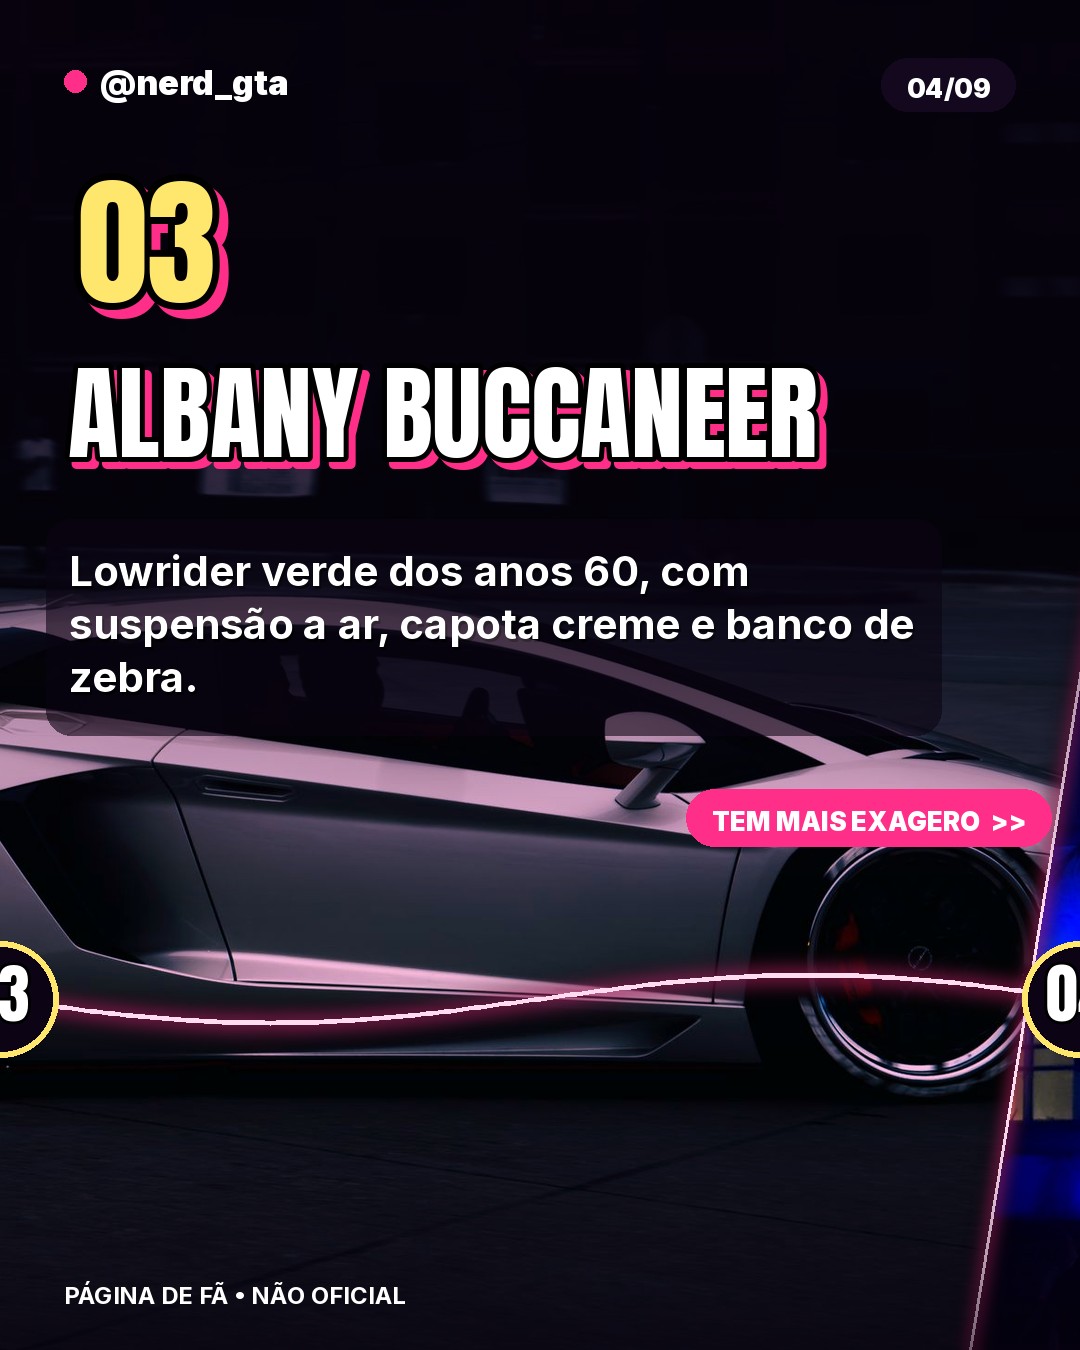 @nerd_gta
04/09
03
ALBANY BUCCANEER
Lowrider verde dos anos 60, com
suspensão a ar, capota creme e banco de
zebra.
TEM MAIS EXAGERO >>
3
0
PÁGINA DE FÃ • NÃO OFICIAL